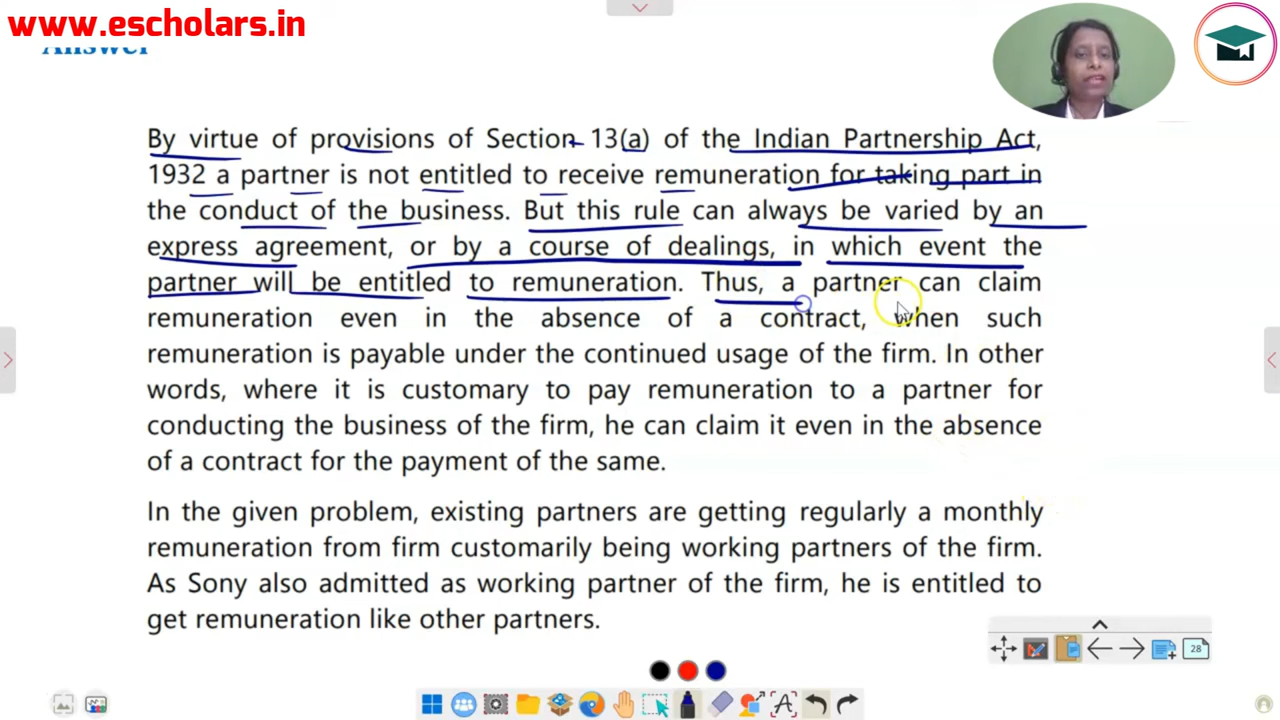 www.escholars.in
Answer
By virtue of provisions of Section 13(a) of the Indian Partnership Act,
1932 a partner is not entitled to receive remuneration for taking part in
the conduct of the business. But this rule can always be varied by an
express agreement, or by a course of dealings, in which event the
partner will be entitled to remuneration. Thus, a partner can claim
remuneration even in the absence of a contract, when such
remuneration is payable under the continued usage of the firm. In other
words, where it is customary to pay remuneration to a partner for
conducting the business of the firm, he can claim it even in the absence
of a contract for the payment of the same.
In the given problem, existing partners are getting regularly a monthly
remuneration from firm customarily being working partners of the firm.
As Sony also admitted as working partner of the firm, he is entitled to
get remuneration like other partners.
28